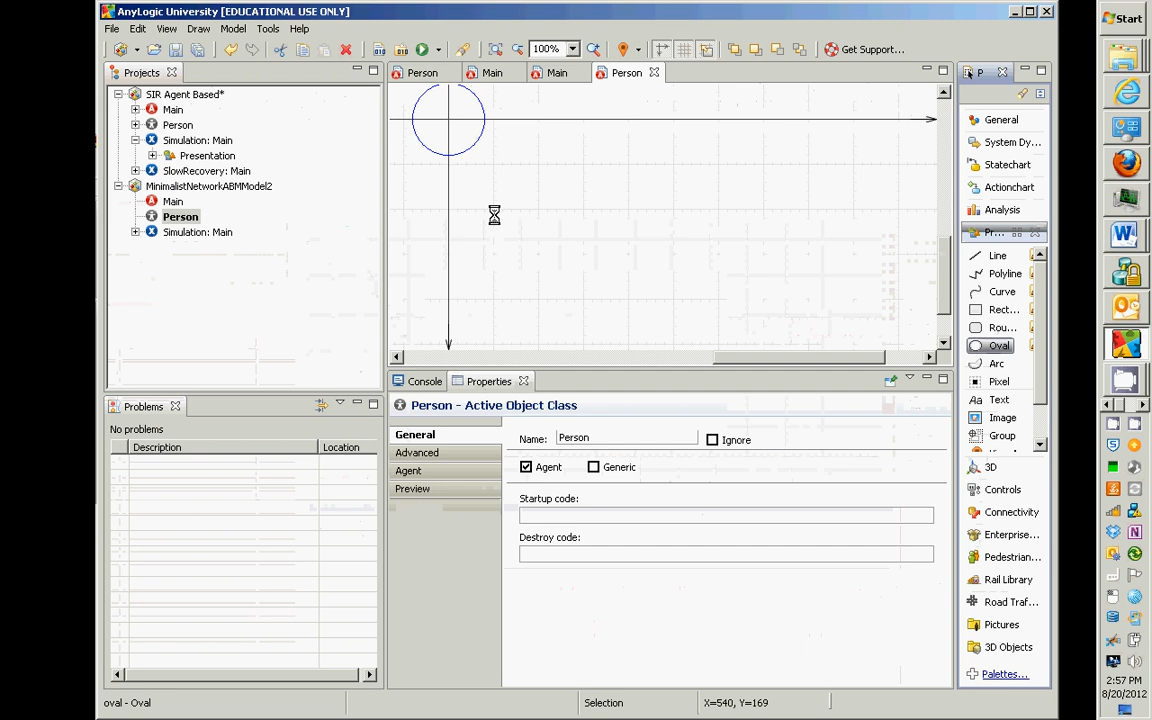 AnyLogic University [EDUCATIONAL USE ONLY]
Start
File Edit View Draw Model Tools Help
100%
Get Support...
Projects
Person
Main
Main
Person
P
SIR Agent Based*
Main
Person
Simulation: Main
Presentation
SlowRecovery: Main
MinimalistNetworkABMModel2
Main
Person
Simulation: Main
General
System Dy...
Statechart
Actionchart
Analysis
Pr...
Line
Polyline
Curve
Rect...
Rou...
Oval
Arc
Pixel
Text
Image
Group
3D
Controls
Connectivity
Enterprise...
Pedestrian...
Rail Library
Road Traf...
Pictures
3D Objects
Palettes...
Problems
No problems
Description Location
Console Properties
Person - Active Object Class
General
Advanced
Agent
Preview
Name: Person Ignore
Agent Generic
Startup code:
Destroy code:
oval - Oval
Selection
X=540, Y=169
2:57 PM
8/20/2012